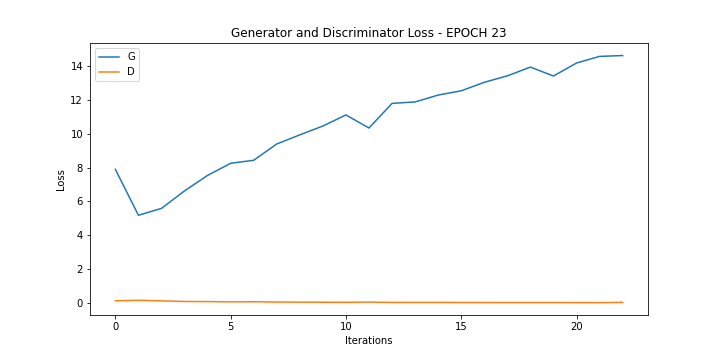 Generator and Discriminator Loss - EPOCH 23
G
D
14
12
10
8
6
4
2
0
Loss
0 5 10 15 20
Iterations